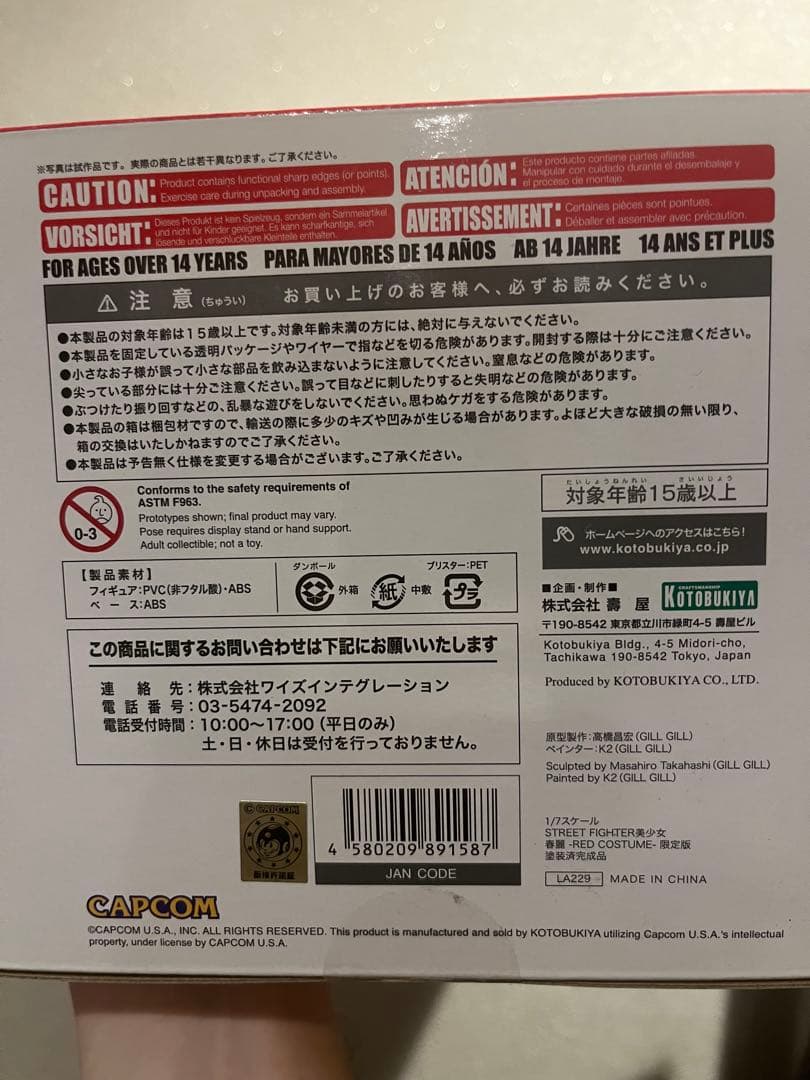 ※写真は試作品です。実際の商品とは若干異なります。ご了承ください。
CAUTION: Product contains functional sharp edges (or points).
Exercise care during unpacking and assembly.
ATENCIÓN: Este producto contiene partes afiladas.
Manipular con cuidado durante el desembalaje y
el proceso de montaje.
VORSICHT: Dieses Produkt ist kein Spielzeug, sondern ein Sammelartikel
und nicht für Kinder geeignet. Es kann scharfkantige, sich
lösende und verschluckbare Kleinteile enthalten.
AVERTISSEMENT: Certaines pièces sont pointues.
Déballer et assembler avec précaution.
FOR AGES OVER 14 YEARS PARA MAYORES DE 14 AÑOS AB 14 JAHRE 14 ANS ET PLUS
⚠ 注 意 (ちゅうい) お買い上げのお客様へ、必ずお読みください。
●本製品の対象年齢は15歳以上です。対象年齢未満の方には、絶対に与えないでください。
●本製品を固定している透明パッケージやワイヤーで指などを切る危険があります。開封する際は十分にご注意ください。
●小さなお子様が誤って小さな部品を飲み込まないように注意してください。窒息などの危険があります。
●尖っている部分には十分ご注意ください。誤って目などに刺したりすると失明などの危険があります。
●ぶつけたり振り回すなどの、乱暴な遊びをしないでください。思わぬケガをする危険があります。
●本製品の箱は梱包材ですので、輸送の際に多少のキズや凹みが生じる場合があります。よほど大きな破損の無い限り、
箱の交換はいたしかねますのでご了承ください。
●本製品は予告無く仕様を変更する場合がございます。ご了承ください。
0-3
Conforms to the safety requirements of
ASTM F963.
Prototypes shown; final product may vary.
Pose requires display stand or hand support.
Adult collectible; not a toy.
たいしょうねんれい さいいじょう
対象年齢15歳以上
ホームページへのアクセスはこちら!
www.kotobukiya.co.jp
【製品素材】
フィギュア:PVC(非フタル酸)・ABS
ベース:ABS
ダンボール
外箱
紙
中敷
ブリスター:PET
プラ
■企画・制作■
株式会社 壽 屋
CRAFTSMANSHIP
KOTOBUKIYA
〒190-8542 東京都立川市緑町4-5 壽屋ビル
Kotobukiya Bldg., 4-5 Midori-cho,
Tachikawa 190-8542 Tokyo, Japan
Produced by KOTOBUKIYA CO., LTD.
この商品に関するお問い合わせは下記にお願いいたします
連 絡 先:株式会社ワイズインテグレーション
電 話 番 号:03-5474-2092
電話受付時間:10:00〜17:00(平日のみ)
土・日・休日は受付を行っておりません。
原型製作:高橋昌宏(GILL GILL)
ペインター:K2(GILL GILL)
Sculpted by Masahiro Takahashi(GILL GILL)
Painted by K2(GILL GILL)
© CAPCOM
4 580209 891587
JAN CODE
1/7スケール
STREET FIGHTER美少女
春麗 -RED COSTUME- 限定版
塗装済完成品
LA229 MADE IN CHINA
CAPCOM
©CAPCOM U.S.A., INC. ALL RIGHTS RESERVED. This product is manufactured and sold by KOTOBUKIYA utilizing Capcom U.S.A.'s intellectual
property, under license by CAPCOM U.S.A.